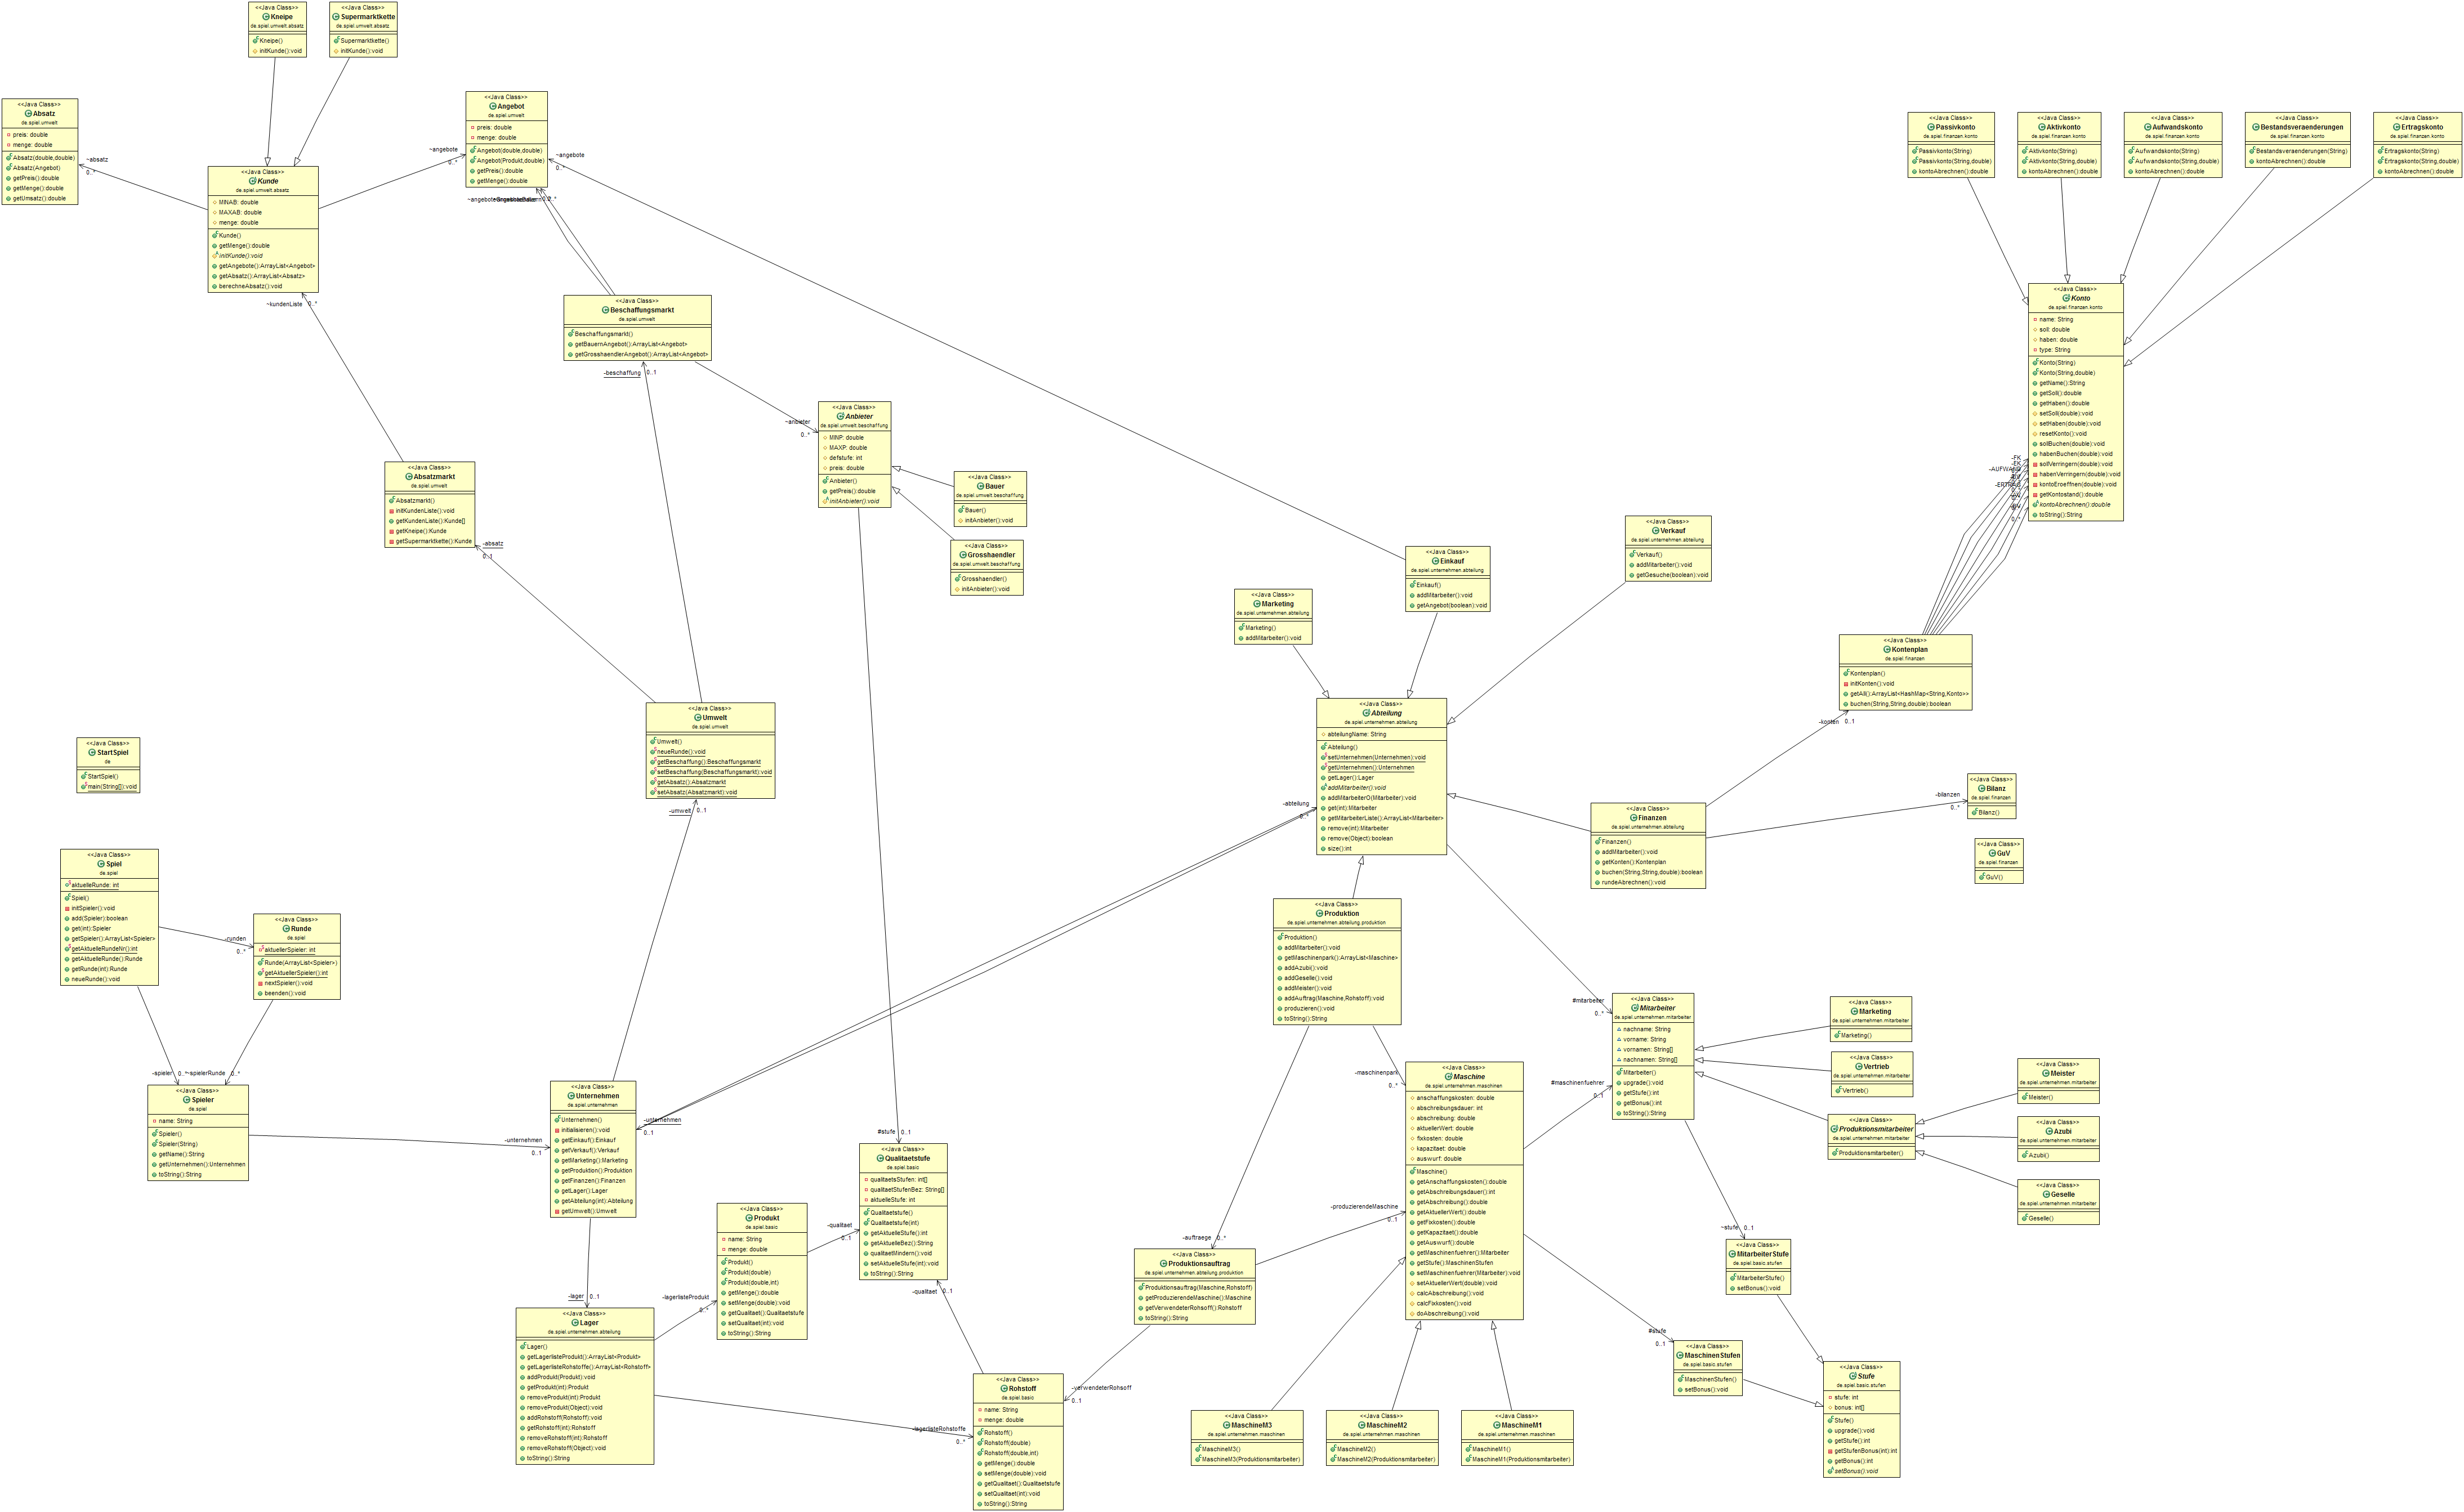 <<Java Class>>
Kneipe
de.spiel.umwelt.absatz
Kneipe()
initKunde():void
<<Java Class>>
Supermarktkette
de.spiel.umwelt.absatz
Supermarktkette()
initKunde():void
<<Java Class>>
Absatz
de.spiel.umwelt
preis: double
menge: double
Absatz(double,double)
Absatz(Angebot)
getPreis():double
getMenge():double
getUmsatz():double
~absatz
0..*
<<Java Class>>
Kunde
de.spiel.umwelt.absatz
MINAB: double
MAXAB: double
menge: double
Kunde()
getMenge():double
initKunde():void
getAngebote():ArrayList<Angebot>
getAbsatz():ArrayList<Absatz>
berechneAbsatz():void
~kundenListe
0..*
~angebote
0..*
<<Java Class>>
Angebot
de.spiel.umwelt
preis: double
menge: double
Angebot(double,double)
Angebot(Produkt,double)
getPreis():double
getMenge():double
~angebote
0..*
<<Java Class>>
Beschaffungsmarkt
de.spiel.umwelt
Beschaffungsmarkt()
getBauernAngebot():ArrayList<Angebot>
getGrosshaendlerAngebot():ArrayList<Angebot>
-beschaffung
0..1
~anbieter
0..*
<<Java Class>>
Anbieter
de.spiel.umwelt.beschaffung
MINP: double
MAXP: double
defstufe: int
preis: double
Anbieter()
getPreis():double
initAnbieter():void
<<Java Class>>
Bauer
de.spiel.umwelt.beschaffung
Bauer()
initAnbieter():void
<<Java Class>>
Grosshaendler
de.spiel.umwelt.beschaffung
Grosshaendler()
initAnbieter():void
<<Java Class>>
Absatzmarkt
de.spiel.umwelt
Absatzmarkt()
initKundenListe():void
getKundenListe():Kunde[]
getKneipe():Kunde
getSupermarktkette():Kunde
-absatz
0..1
<<Java Class>>
Umwelt
de.spiel.umwelt
Umwelt()
neueRunde():void
getBeschaffung():Beschaffungsmarkt
setBeschaffung(Beschaffungsmarkt):void
getAbsatz():Absatzmarkt
setAbsatz(Absatzmarkt):void
-umwelt
0..1
<<Java Class>>
Passivkonto
de.spiel.finanzen.konto
Passivkonto(String)
Passivkonto(String,double)
kontoAbrechnen():double
<<Java Class>>
Aktivkonto
de.spiel.finanzen.konto
Aktivkonto(String)
Aktivkonto(String,double)
kontoAbrechnen():double
<<Java Class>>
Aufwandskonto
de.spiel.finanzen.konto
Aufwandskonto(String)
Aufwandskonto(String,double)
kontoAbrechnen():double
<<Java Class>>
Bestandsveraenderungen
de.spiel.finanzen.konto
Bestandsveraenderungen(String)
kontoAbrechnen():double
<<Java Class>>
Ertragskonto
de.spiel.finanzen.konto
Ertragskonto(String)
Ertragskonto(String,double)
kontoAbrechnen():double
<<Java Class>>
Konto
de.spiel.finanzen.konto
name: String
soll: double
haben: double
type: String
Konto(String)
Konto(String,double)
getName():String
getSoll():double
getHaben():double
setSoll(double):void
setHaben(double):void
resetKonto():void
sollBuchen(double):void
habenBuchen(double):void
sollVerringern(double):void
habenVerringern(double):void
kontoEroeffnen(double):void
getKontostand():double
kontoAbrechnen():double
toString():String
-FK
0..*
<<Java Class>>
Kontenplan
de.spiel.finanzen
Kontenplan()
initKonten():void
getAll():ArrayList<HashMap<String,Konto>>
buchen(String,String,double):boolean
-konten
0..1
<<Java Class>>
Verkauf
de.spiel.unternehmen.abteilung
Verkauf()
addMitarbeiter():void
getGesuche(boolean):void
<<Java Class>>
Einkauf
de.spiel.unternehmen.abteilung
Einkauf()
addMitarbeiter():void
getAngebot(boolean):void
<<Java Class>>
Marketing
de.spiel.unternehmen.abteilung
Marketing()
addMitarbeiter():void
<<Java Class>>
Abteilung
de.spiel.unternehmen.abteilung
abteilungName: String
Abteilung()
setUnternehmen(Unternehmen):void
getUnternehmen():Unternehmen
getLager():Lager
addMitarbeiter():void
addMitarbeiterO(Mitarbeiter):void
get(int):Mitarbeiter
getMitarbeiterListe():ArrayList<Mitarbeiter>
remove(int):Mitarbeiter
remove(Object):boolean
size():int
-abteilung
0..*
<<Java Class>>
Finanzen
de.spiel.unternehmen.abteilung
Finanzen()
addMitarbeiter():void
getKonten():Kontenplan
buchen(String,String,double):boolean
rundeAbrechnen():void
-bilanzen
0..*
<<Java Class>>
Bilanz
de.spiel.finanzen
Bilanz()
<<Java Class>>
GuV
de.spiel.finanzen
GuV()
<<Java Class>>
StartSpiel
de
StartSpiel()
main(String[]):void
<<Java Class>>
Spiel
de.spiel
aktuelleRunde: int
Spiel()
initSpieler():void
add(Spieler):boolean
get(int):Spieler
getSpieler():ArrayList<Spieler>
getAktuelleRundeNr():int
getAktuelleRunde():Runde
getRunde(int):Runde
neueRunde():void
-runden
0..*
<<Java Class>>
Runde
de.spiel
aktuellerSpieler: int
Runde(ArrayList<Spieler>)
getAktuellerSpieler():int
nextSpieler():void
beenden():void
-spieler
0..*
~spielerRunde
0..*
<<Java Class>>
Spieler
de.spiel
name: String
Spieler()
Spieler(String)
getName():String
getUnternehmen():Unternehmen
toString():String
-unternehmen
0..1
<<Java Class>>
Unternehmen
de.spiel.unternehmen
Unternehmen()
initialisieren():void
getEinkauf():Einkauf
getVerkauf():Verkauf
getMarketing():Marketing
getProduktion():Produktion
getFinanzen():Finanzen
getLager():Lager
getAbteilung(int):Abteilung
getUmwelt():Umwelt
-unternehmen
0..1
-lager
0..1
<<Java Class>>
Lager
de.spiel.unternehmen.abteilung
Lager()
getLagerlisteProdukt():ArrayList<Produkt>
getLagerlisteRohstoffe():ArrayList<Rohstoff>
addProdukt(Produkt):void
getProdukt(int):Produkt
removeProdukt(int):Produkt
removeProdukt(Object):void
addRohstoff(Rohstoff):void
getRohstoff(int):Rohstoff
removeRohstoff(int):Rohstoff
removeRohstoff(Object):void
toString():String
-lagerlisteProdukt
0..*
-lagerlisteRohstoffe
0..*
<<Java Class>>
Produkt
de.spiel.basic
name: String
menge: double
Produkt()
Produkt(double)
Produkt(double,int)
getMenge():double
setMenge(double):void
getQualitaet():Qualitaetstufe
setQualitaet(int):void
toString():String
-qualitaet
0..1
#stufe
0..1
<<Java Class>>
Qualitaetstufe
de.spiel.basic
qualitaetsStufen: int[]
qualitaetStufenBez: String[]
aktuelleStufe: int
Qualitaetstufe()
Qualitaetstufe(int)
getAktuelleStufe():int
getAktuelleBez():String
qualitaetMindern():void
setAktuelleStufe(int):void
toString():String
-qualitaet
0..1
<<Java Class>>
Rohstoff
de.spiel.basic
name: String
menge: double
Rohstoff()
Rohstoff(double)
Rohstoff(double,int)
getMenge():double
setMenge(double):void
getQualitaet():Qualitaetstufe
setQualitaet(int):void
toString():String
<<Java Class>>
Produktion
de.spiel.unternehmen.abteilung.produktion
Produktion()
addMitarbeiter():void
getMaschinenpark():ArrayList<Maschine>
addAzubi():void
addGeselle():void
addMeister():void
addAuftrag(Maschine,Rohstoff):void
produzieren():void
toString():String
-auftraege
0..*
-maschinenpark
0..*
<<Java Class>>
Produktionsauftrag
de.spiel.unternehmen.abteilung.produktion
Produktionsauftrag(Maschine,Rohstoff)
getProduzierendeMaschine():Maschine
getVerwendeterRohsoff():Rohstoff
toString():String
-produzierendeMaschine
0..1
-verwendeterRohsoff
0..1
<<Java Class>>
Maschine
de.spiel.unternehmen.maschinen
anschaffungskosten: double
abschreibungsdauer: int
abschreibung: double
aktuellerWert: double
fixkosten: double
kapazitaet: double
auswurf: double
Maschine()
getAnschaffungskosten():double
getAbschreibungsdauer():int
getAbschreibung():double
getAktuellerWert():double
getFixkosten():double
getKapazitaet():double
getAuswurf():double
getMaschinenfuehrer():Mitarbeiter
getStufe():MaschinenStufen
setMaschinenfuehrer(Mitarbeiter):void
setAktuellerWert(double):void
calcAbschreibung():void
calcFixkosten():void
doAbschreibung():void
<<Java Class>>
MaschineM3
de.spiel.unternehmen.maschinen
MaschineM3()
MaschineM3(Produktionsmitarbeiter)
<<Java Class>>
MaschineM2
de.spiel.unternehmen.maschinen
MaschineM2()
MaschineM2(Produktionsmitarbeiter)
<<Java Class>>
MaschineM1
de.spiel.unternehmen.maschinen
MaschineM1()
MaschineM1(Produktionsmitarbeiter)
#mitarbeiter
0..*
#maschinenfuehrer
0..1
<<Java Class>>
Mitarbeiter
de.spiel.unternehmen.mitarbeiter
nachname: String
vorname: String
vornamen: String[]
nachnamen: String[]
Mitarbeiter()
upgrade():void
getStufe():int
getBonus():int
toString():String
<<Java Class>>
Marketing
de.spiel.unternehmen.mitarbeiter
Marketing()
<<Java Class>>
Vertrieb
de.spiel.unternehmen.mitarbeiter
Vertrieb()
<<Java Class>>
Produktionsmitarbeiter
de.spiel.unternehmen.mitarbeiter
Produktionsmitarbeiter()
<<Java Class>>
Meister
de.spiel.unternehmen.mitarbeiter
Meister()
<<Java Class>>
Azubi
de.spiel.unternehmen.mitarbeiter
Azubi()
<<Java Class>>
Geselle
de.spiel.unternehmen.mitarbeiter
Geselle()
~stufe
0..1
<<Java Class>>
MitarbeiterStufe
de.spiel.basic.stufen
MitarbeiterStufe()
setBonus():void
#stufe
0..1
<<Java Class>>
MaschinenStufen
de.spiel.basic.stufen
MaschinenStufen()
setBonus():void
<<Java Class>>
Stufe
de.spiel.basic.stufen
stufe: int
bonus: int[]
Stufe()
upgrade():void
getStufe():int
getStufenBonus(int):int
getBonus():int
setBonus():void